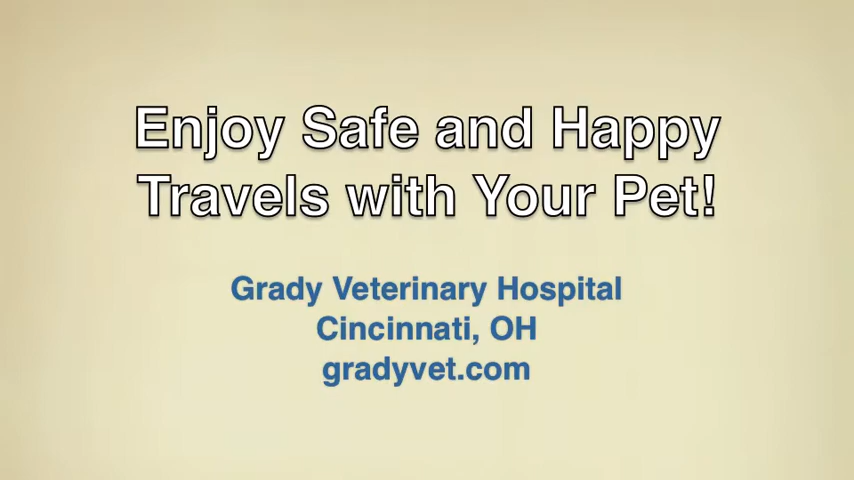 Enjoy Safe and Happy
Travels with Your Pet!
Grady Veterinary Hospital
Cincinnati, OH
gradyvet.com